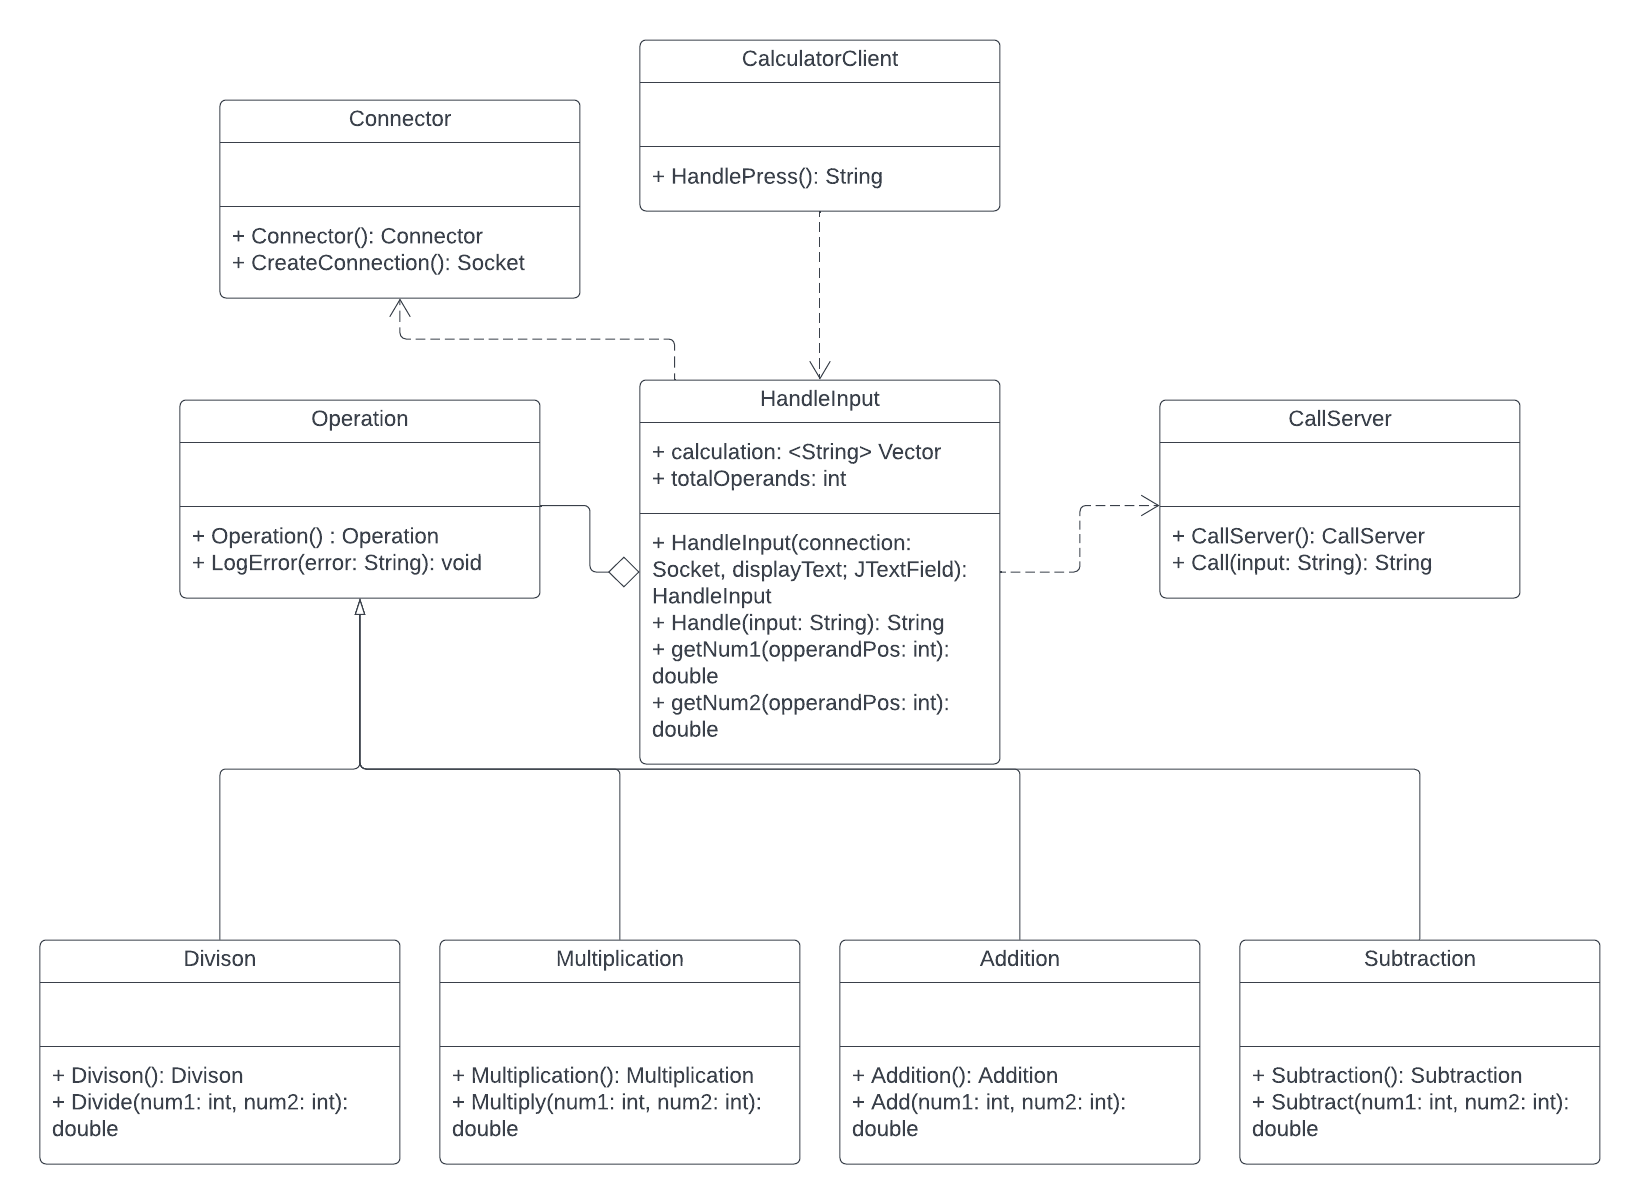 CalculatorClient
+ HandlePress(): String
Connector
+ Connector(): Connector
+ CreateConnection(): Socket
Operation
+ Operation() : Operation
+ LogError(error: String): void
HandleInput
+ calculation: <String> Vector
+ totalOperands: int
+ HandleInput(connection:
Socket, displayText; JTextField):
HandleInput
+ Handle(input: String): String
+ getNum1(opperandPos: int):
double
+ getNum2(opperandPos: int):
double
CallServer
+ CallServer(): CallServer
+ Call(input: String): String
Divison
+ Divison(): Divison
+ Divide(num1: int, num2: int):
double
Multiplication
+ Multiplication(): Multiplication
+ Multiply(num1: int, num2: int):
double
Addition
+ Addition(): Addition
+ Add(num1: int, num2: int):
double
Subtraction
+ Subtraction(): Subtraction
+ Subtract(num1: int, num2: int):
double